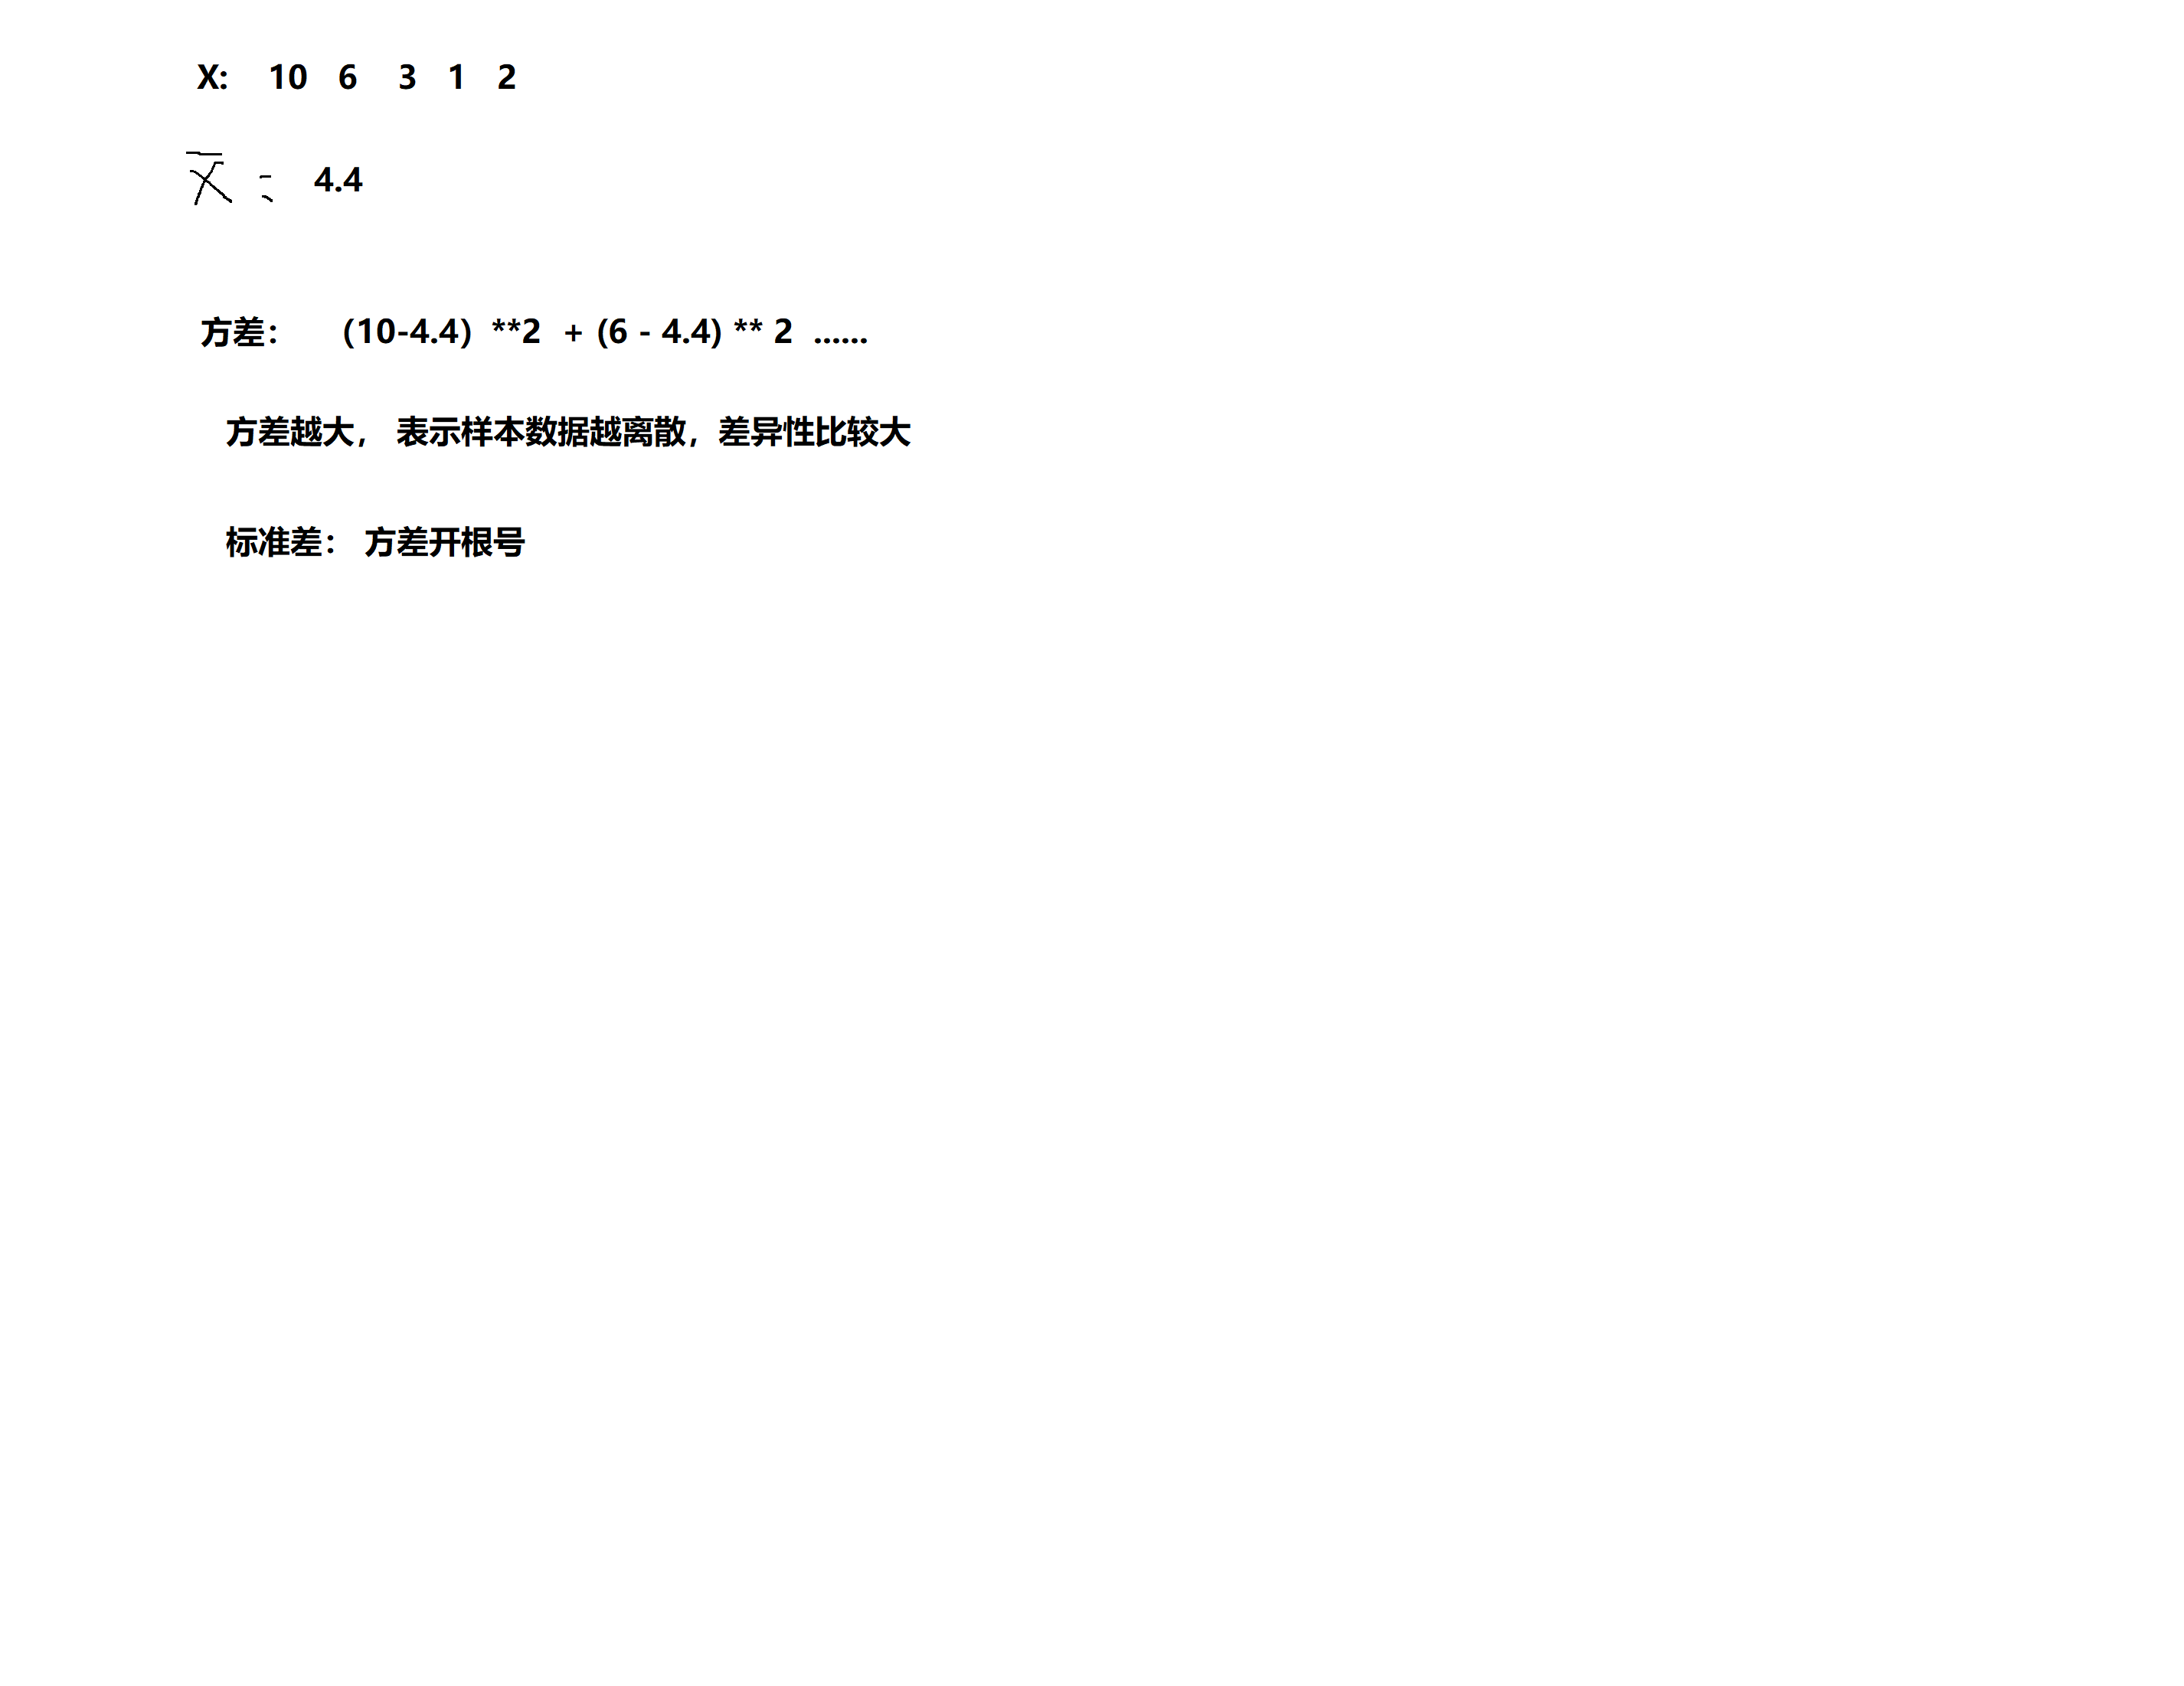 X: 10 6 3 1 2
X̄ : 4.4
方差： （10-4.4）**2 + (6 - 4.4) ** 2 ......
方差越大， 表示样本数据越离散，差异性比较大
标准差： 方差开根号